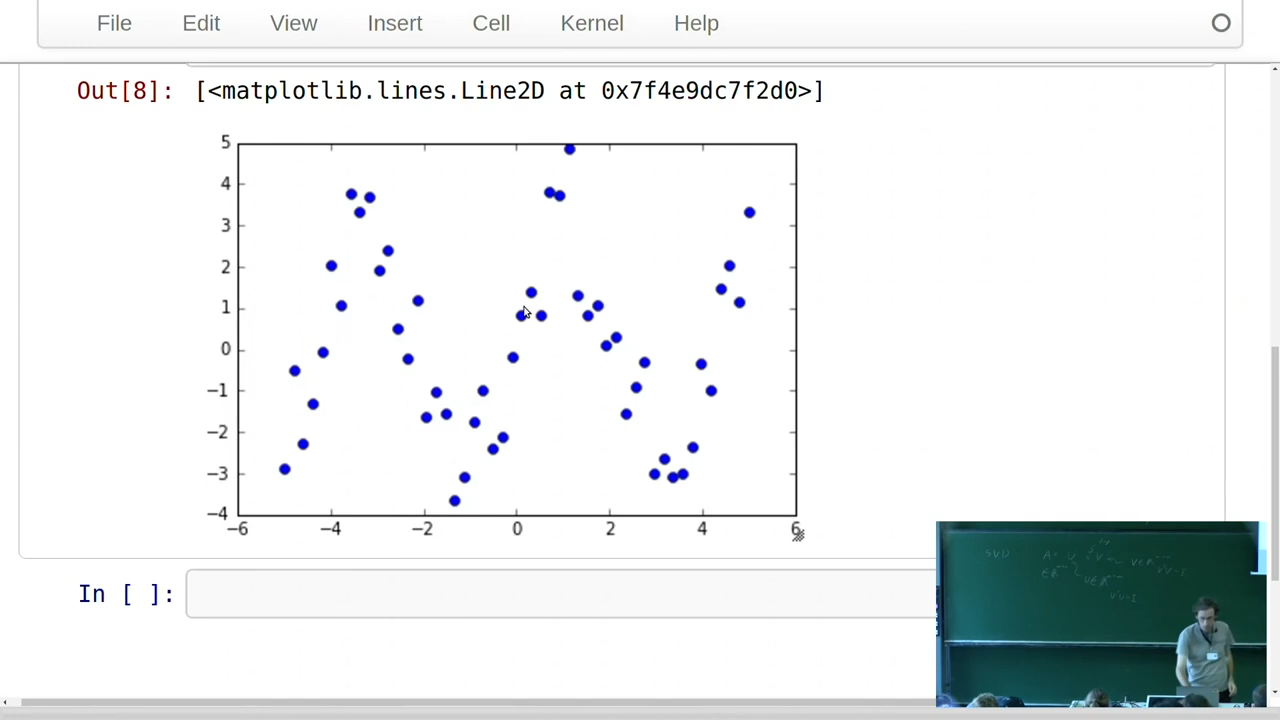 File Edit View Insert Cell Kernel Help
Out[8]: [<matplotlib.lines.Line2D at 0x7f4e9dc7f2d0>]
5
4
3
2
1
0
−1
−2
−3
−4
−6 −4 −2 0 2 4 6
In [ ]:
SVD